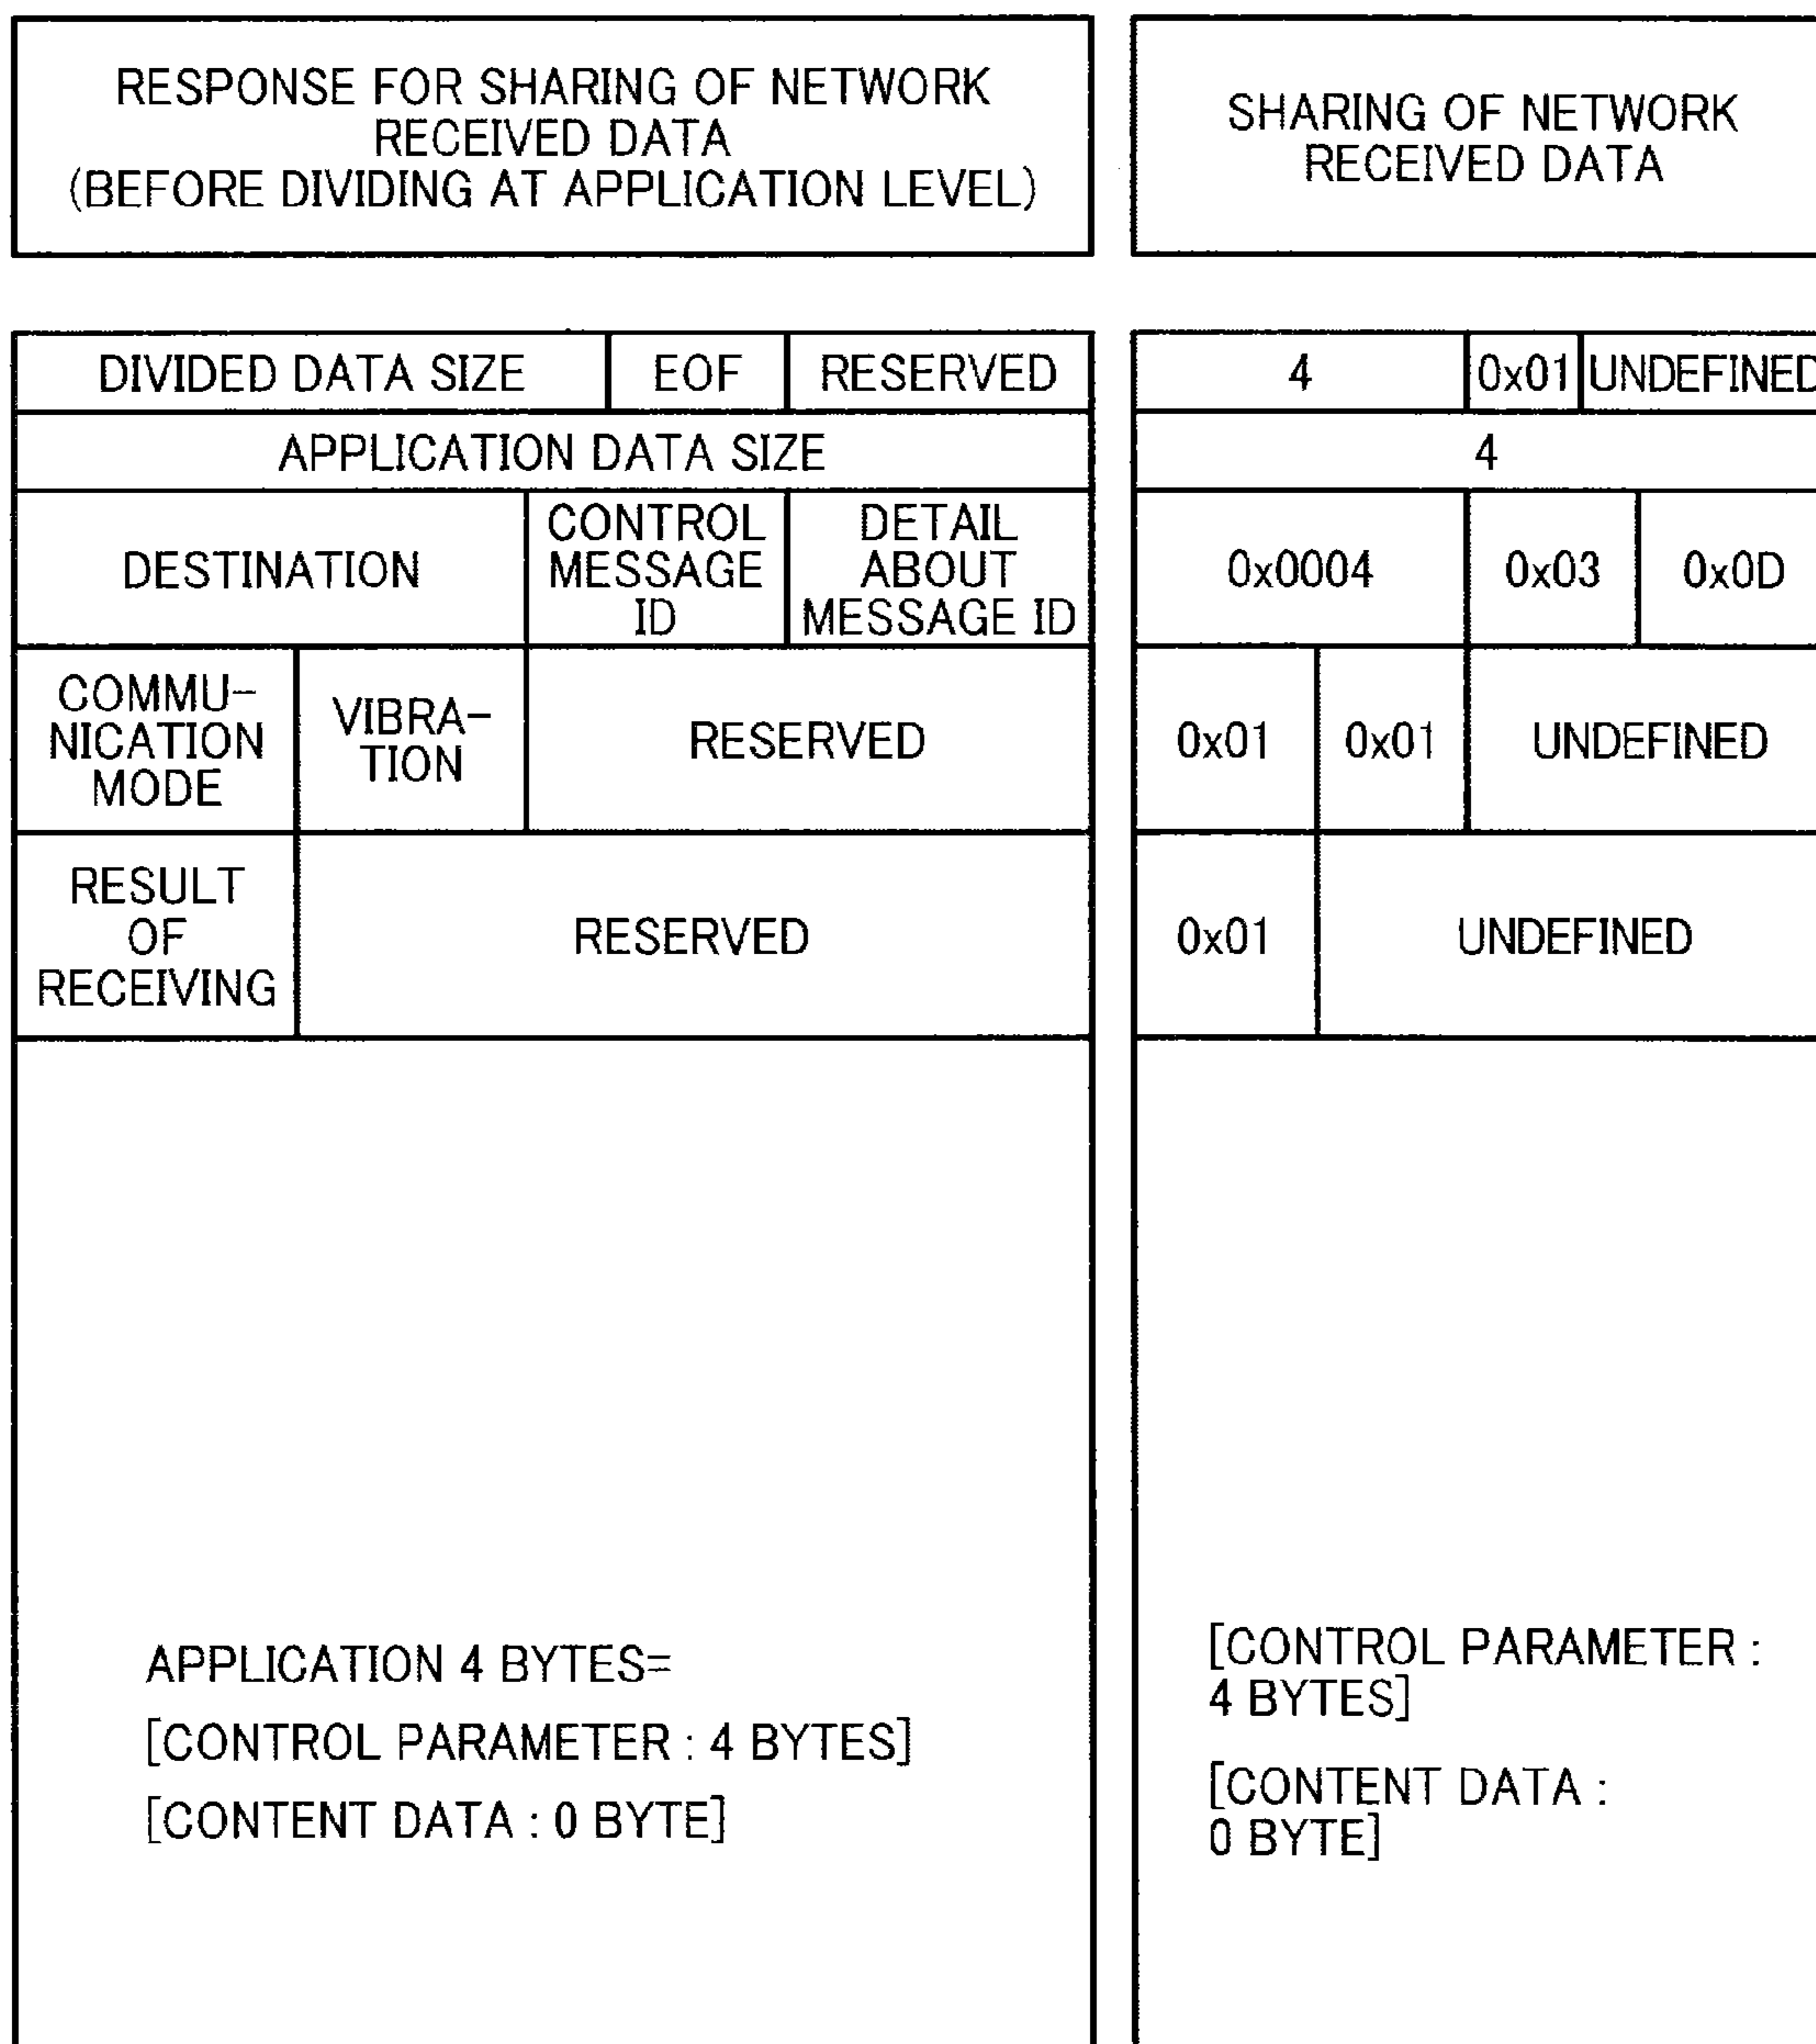 RESPONSE FOR SHARING OF NETWORK
RECEIVED DATA
(BEFORE DIVIDING AT APPLICATION LEVEL)
SHARING OF NETWORK
RECEIVED DATA
DIVIDED DATA SIZE
EOF
RESERVED
4
0x01
UNDEFINED
APPLICATION DATA SIZE
4
DESTINATION
CONTROL
MESSAGE
ID
DETAIL
ABOUT
MESSAGE ID
0x0004
0x03
0x0D
COMMU-
NICATION
MODE
VIBRA-
TION
RESERVED
0x01
0x01
UNDEFINED
RESULT
OF
RECEIVING
RESERVED
0x01
UNDEFINED
APPLICATION 4 BYTES=
[CONTROL PARAMETER : 4 BYTES]
[CONTENT DATA : 0 BYTE]
[CONTROL PARAMETER :
4 BYTES]
[CONTENT DATA :
0 BYTE]